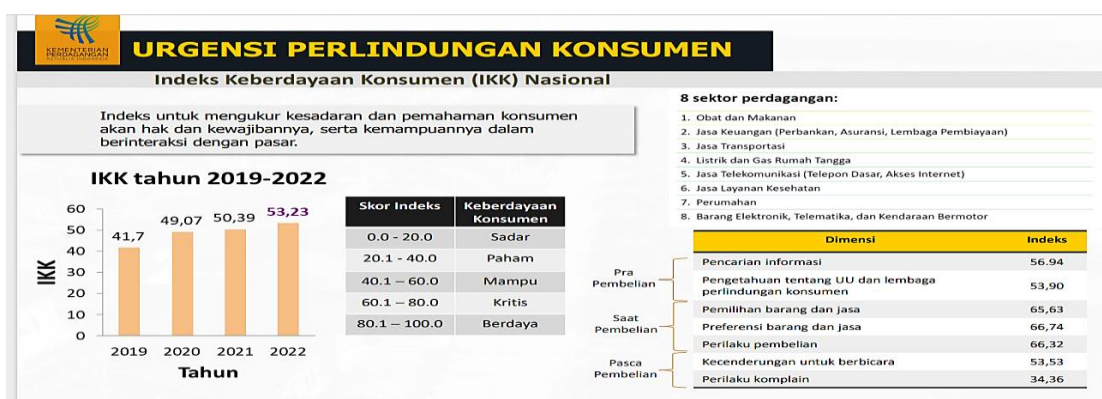 KEMENTERIAN
PERDAGANGAN
REPUBLIK INDONESIA
URGENSI PERLINDUNGAN KONSUMEN
Indeks Keberdayaan Konsumen (IKK) Nasional
Indeks untuk mengukur kesadaran dan pemahaman konsumen
akan hak dan kewajibannya, serta kemampuannya dalam
berinteraksi dengan pasar.
IKK tahun 2019-2022
IKK
60
50
40
30
20
10
0
41,7
49,07
50,39
53,23
2019 2020 2021 2022
Tahun
Skor Indeks Keberdayaan
Konsumen
0.0 - 20.0 Sadar
20.1 - 40.0 Paham
40.1 – 60.0 Mampu
60.1 – 80.0 Kritis
80.1 – 100.0 Berdaya
8 sektor perdagangan:
1. Obat dan Makanan
2. Jasa Keuangan (Perbankan, Asuransi, Lembaga Pembiayaan)
3. Jasa Transportasi
4. Listrik dan Gas Rumah Tangga
5. Jasa Telekomunikasi (Telepon Dasar, Akses Internet)
6. Jasa Layanan Kesehatan
7. Perumahan
8. Barang Elektronik, Telematika, dan Kendaraan Bermotor
Dimensi Indeks
Pra
Pembelian
Pencarian informasi 56.94
Pengetahuan tentang UU dan lembaga
perlindungan konsumen 53,90
Saat
Pembelian
Pemilihan barang dan jasa 65,63
Preferensi barang dan jasa 66,74
Perilaku pembelian 66,32
Pasca
Pembelian
Kecenderungan untuk berbicara 53,53
Perilaku komplain 34,36